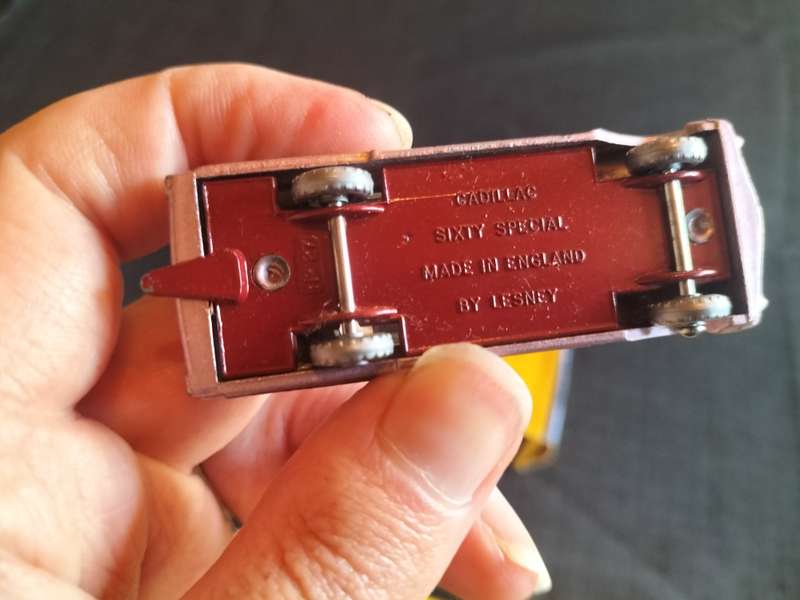 CADILLAC
SIXTY SPECIAL
MADE IN ENGLAND
BY LESNEY